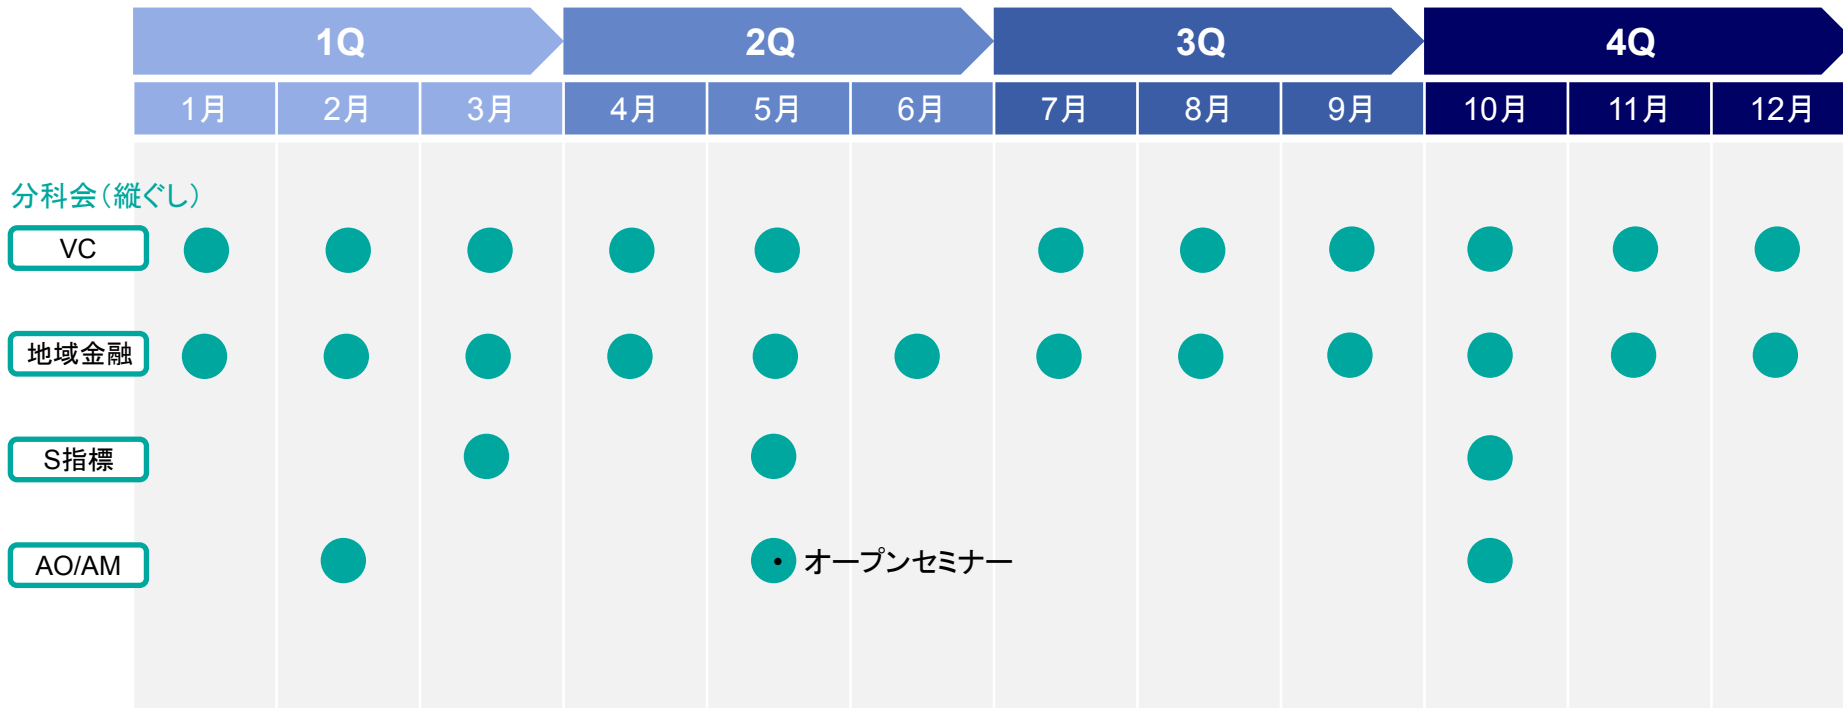 1Q 2Q 3Q 4Q
1月 2月 3月 4月 5月 6月 7月 8月 9月 10月 11月 12月
分科会（縦ぐし）
VC
地域金融
S指標
AO/AM
• オープンセミナー